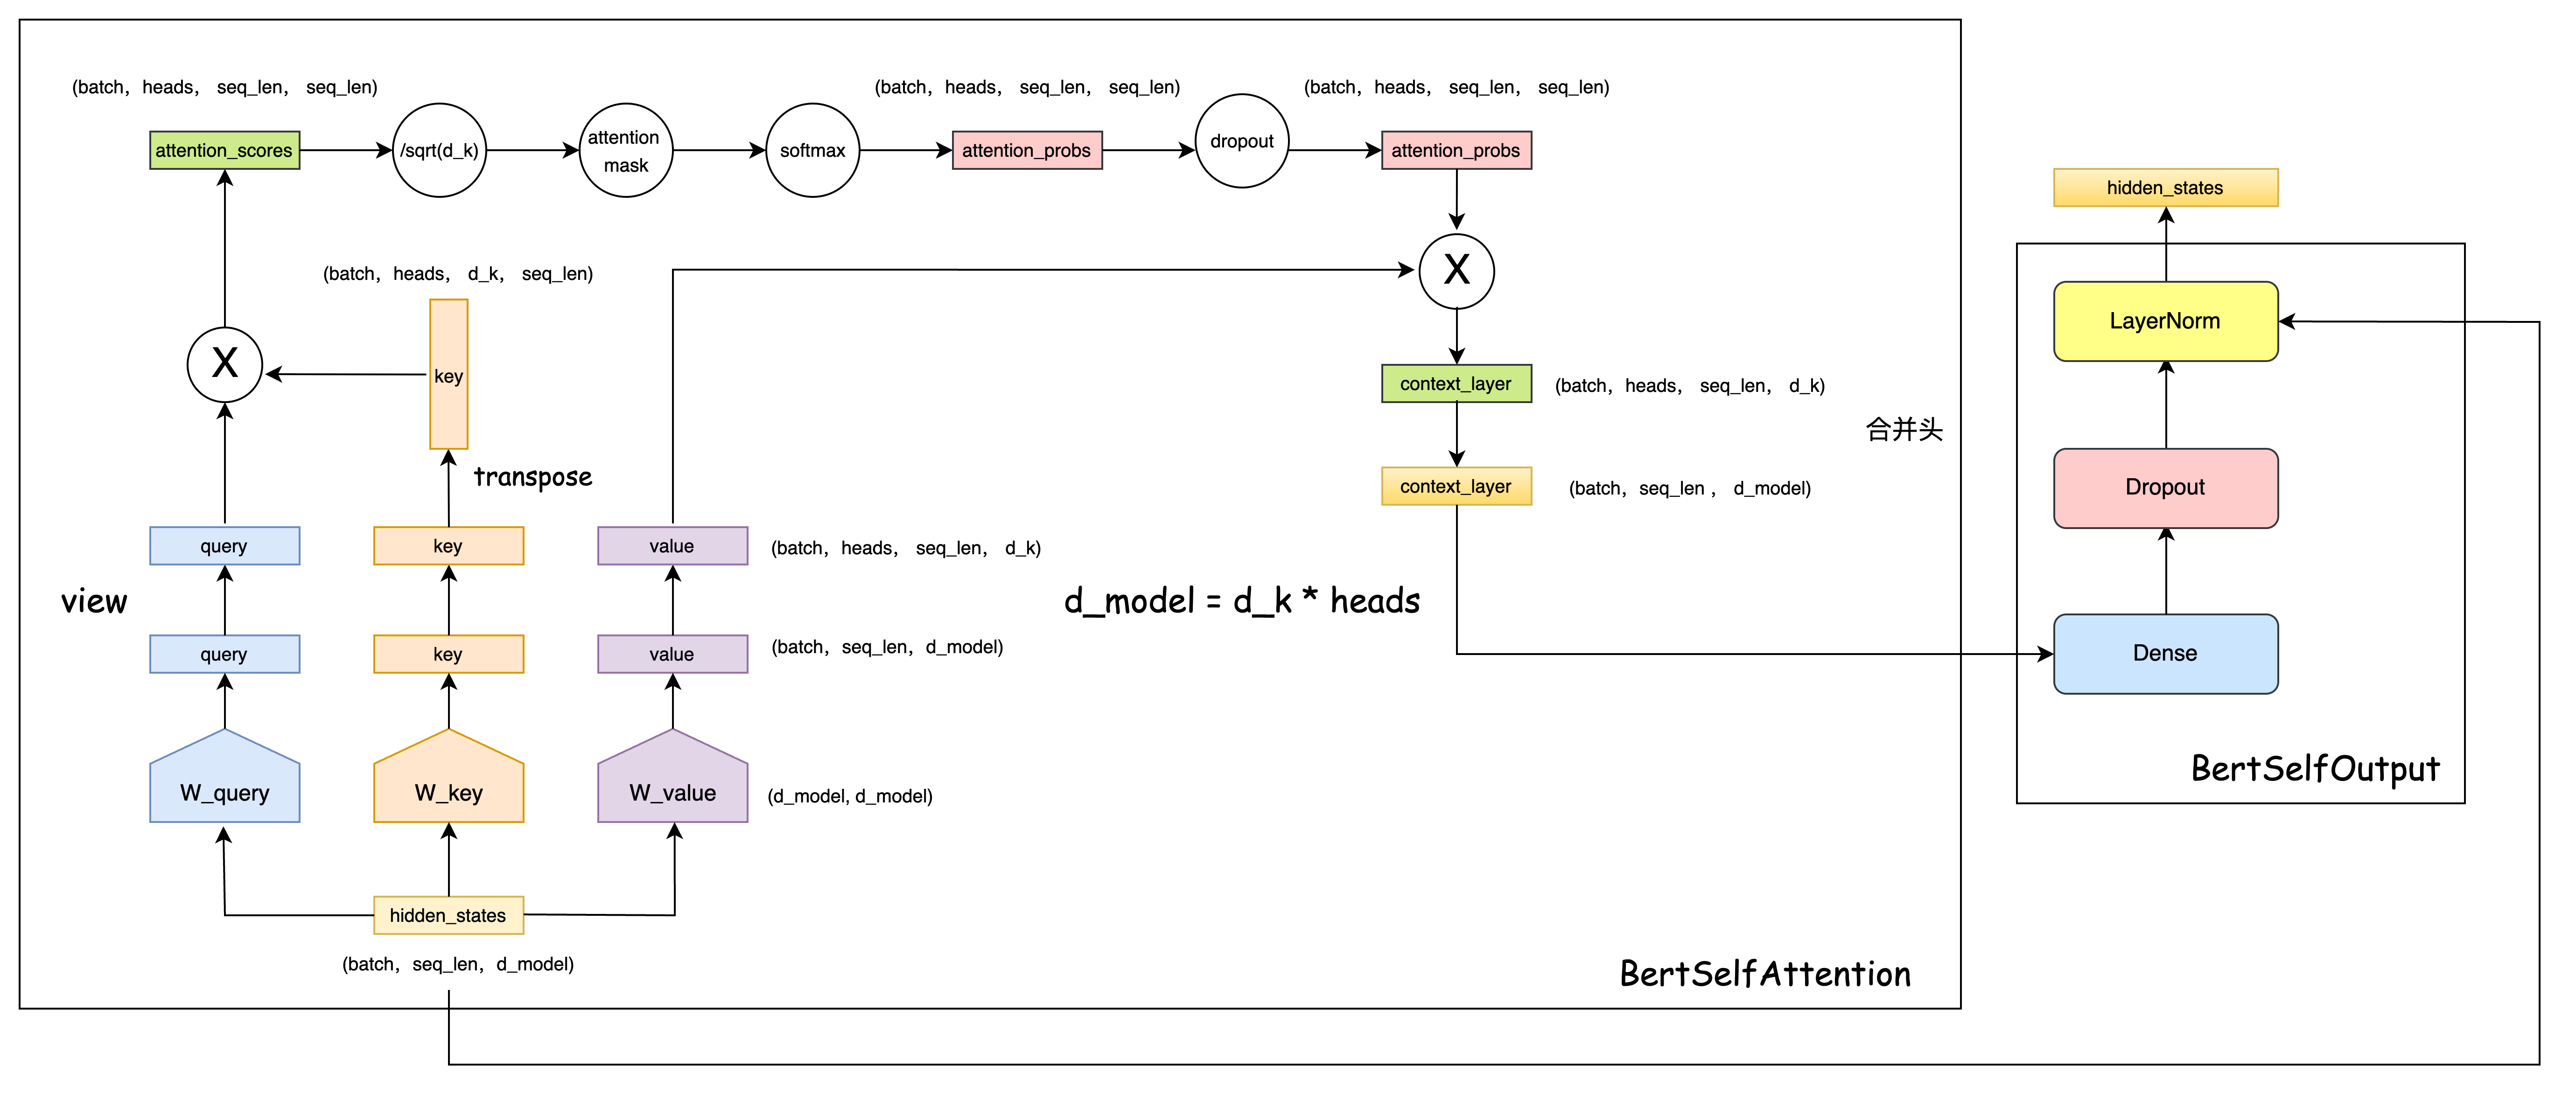 (batch, heads, seq_len, seq_len)
(batch, heads, seq_len, seq_len)
(batch, heads, seq_len, seq_len)
attention_scores
/sqrt(d_k)
attention
mask
softmax
attention_probs
dropout
attention_probs
hidden_states
(batch, heads, d_k, seq_len)
X
LayerNorm
X
key
context_layer
(batch, heads, seq_len, d_k)
合并头
transpose
context_layer
(batch, seq_len , d_model)
Dropout
query
key
value
(batch, heads, seq_len, d_k)
view
d_model = d_k * heads
query
key
value
(batch, seq_len, d_model)
Dense
BertSelfOutput
W_query
W_key
W_value
(d_model, d_model)
hidden_states
(batch, seq_len, d_model)
BertSelfAttention